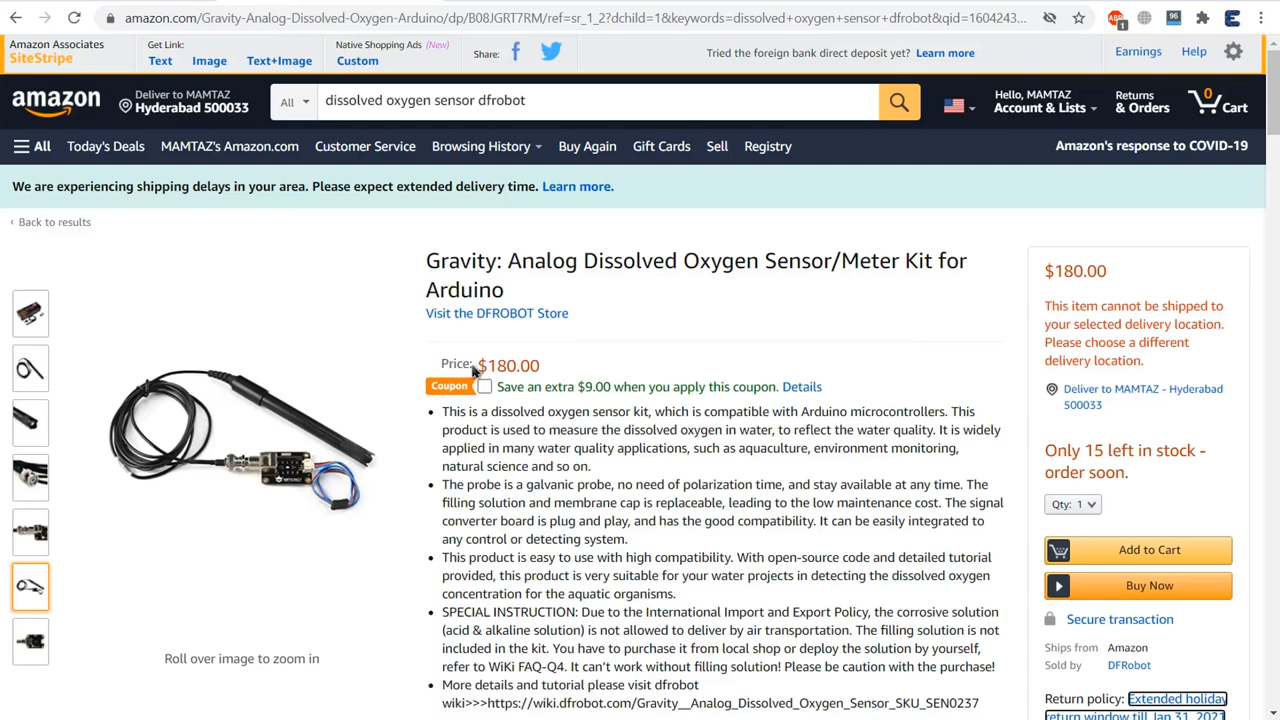 amazon.com/Gravity-Analog-Dissolved-Oxygen-Arduino/dp/B08JGRT7RM/ref=sr_1_2?dchild=1&keywords=dissolved+oxygen+sensor+dfrobot&qid=1604243...
96
1
Amazon Associates
SiteStripe
Get Link:
Text Image Text+Image
Native Shopping Ads (New)
Custom
Share:
Tried the foreign bank direct deposit yet? Learn more
Earnings Help
amazon
Deliver to MAMTAZ
Hyderabad 500033
All dissolved oxygen sensor dfrobot
Hello, MAMTAZ
Account & Lists
Returns
& Orders
0
Cart
All Today's Deals MAMTAZ's Amazon.com Customer Service Browsing History Buy Again Gift Cards Sell Registry Amazon's response to COVID-19
We are experiencing shipping delays in your area. Please expect extended delivery time. Learn more.
‹ Back to results
Gravity: Analog Dissolved Oxygen Sensor/Meter Kit for
Arduino
Visit the DFROBOT Store
Price: $180.00
Coupon Save an extra $9.00 when you apply this coupon. Details
• This is a dissolved oxygen sensor kit, which is compatible with Arduino microcontrollers. This
product is used to measure the dissolved oxygen in water, to reflect the water quality. It is widely
applied in many water quality applications, such as aquaculture, environment monitoring,
natural science and so on.
• The probe is a galvanic probe, no need of polarization time, and stay available at any time. The
filling solution and membrane cap is replaceable, leading to the low maintenance cost. The signal
converter board is plug and play, and has the good compatibility. It can be easily integrated to
any control or detecting system.
• This product is easy to use with high compatibility. With open-source code and detailed tutorial
provided, this product is very suitable for your water projects in detecting the dissolved oxygen
concentration for the aquatic organisms.
• SPECIAL INSTRUCTION: Due to the International Import and Export Policy, the corrosive solution
(acid & alkaline solution) is not allowed to deliver by air transportation. The filling solution is not
included in the kit. You have to purchase it from local shop or deploy the solution by yourself,
refer to WiKi FAQ-Q4. It can't work without filling solution! Please be caution with the purchase!
• More details and tutorial please visit dfrobot
wiki>>>https://wiki.dfrobot.com/Gravity__Analog_Dissolved_Oxygen_Sensor_SKU_SEN0237
Roll over image to zoom in
$180.00
This item cannot be shipped to
your selected delivery location.
Please choose a different
delivery location.
Deliver to MAMTAZ - Hyderabad
500033
Only 15 left in stock -
order soon.
Qty: 1
Add to Cart
Buy Now
Secure transaction
Ships from Amazon
Sold by DFRobot
Return policy: Extended holiday
return window till Jan 31, 2021